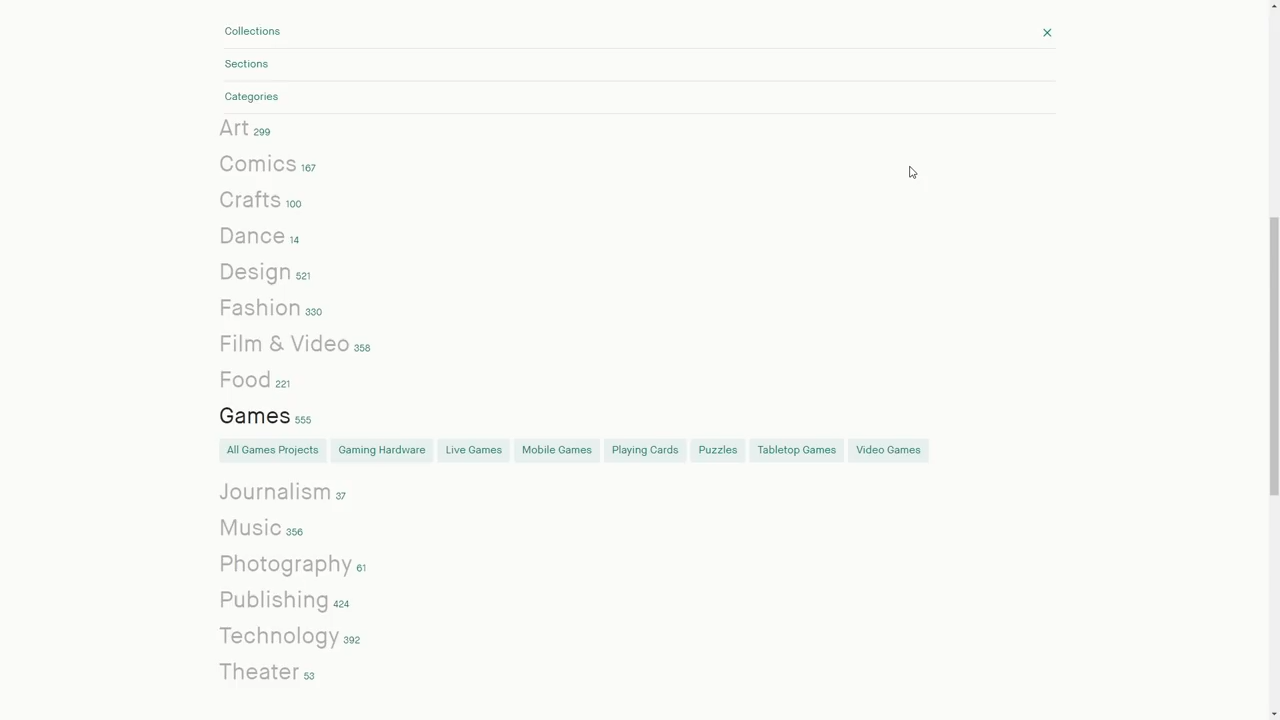 Collections
Sections
Categories
Art 299
Comics 167
Crafts 100
Dance 14
Design 521
Fashion 330
Film & Video 358
Food 221
Games 555
All Games Projects Gaming Hardware Live Games Mobile Games Playing Cards Puzzles Tabletop Games Video Games
Journalism 37
Music 356
Photography 61
Publishing 424
Technology 392
Theater 53